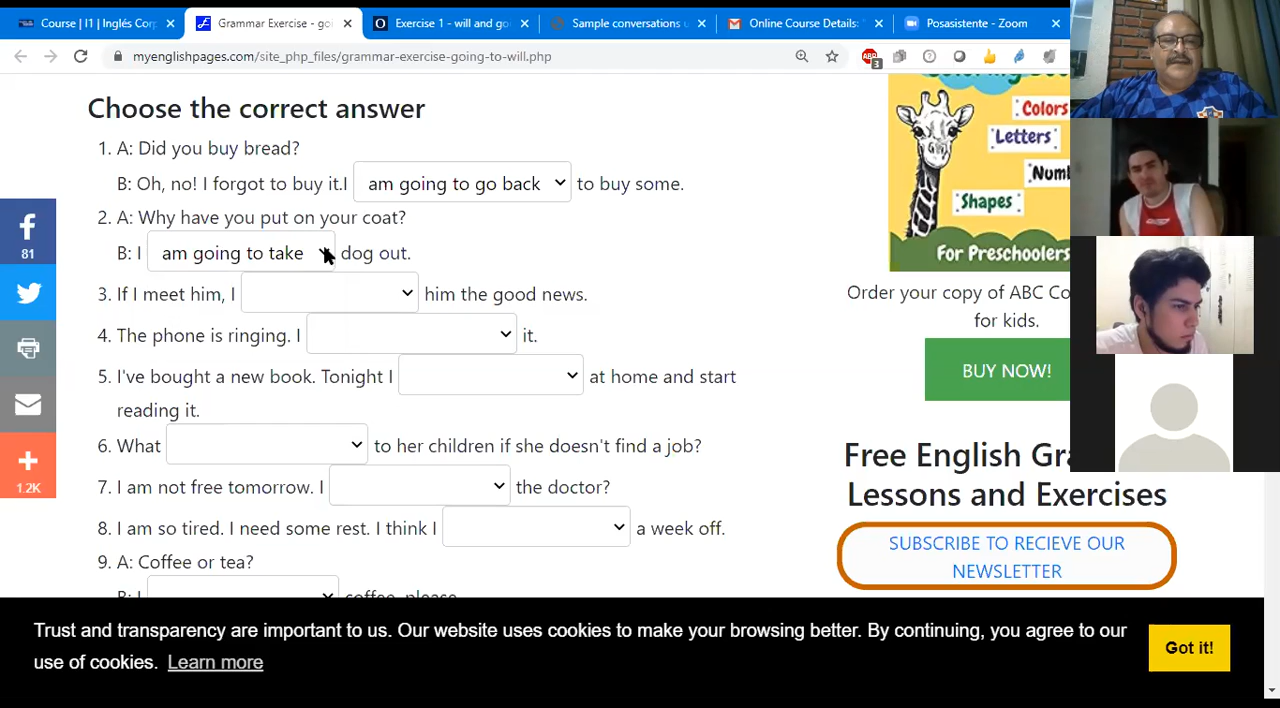 Course | I1 | Inglés Corp
Grammar Exercise - go
Exercise 1 - will and go
Sample conversations u
Online Course Details:
Posasistente - Zoom
myenglishpages.com/site_php_files/grammar-exercise-going-to-will.php
ABP
3
Choose the correct answer
1. A: Did you buy bread?
B: Oh, no! I forgot to buy it.I am going to go back to buy some.
2. A: Why have you put on your coat?
B: I am going to take dog out.
3. If I meet him, I him the good news.
4. The phone is ringing. I it.
5. I've bought a new book. Tonight I at home and start
reading it.
6. What to her children if she doesn't find a job?
7. I am not free tomorrow. I the doctor?
8. I am so tired. I need some rest. I think I a week off.
9. A: Coffee or tea?
B: I coffee, please
81
1.2K
Colors
Letters
Shapes
For Preschoolers
Order your copy of ABC Co
for kids.
BUY NOW!
Free English Gra
Lessons and Exercises
SUBSCRIBE TO RECIEVE OUR
NEWSLETTER
Trust and transparency are important to us. Our website uses cookies to make your browsing better. By continuing, you agree to our
use of cookies. Learn more
Got it!